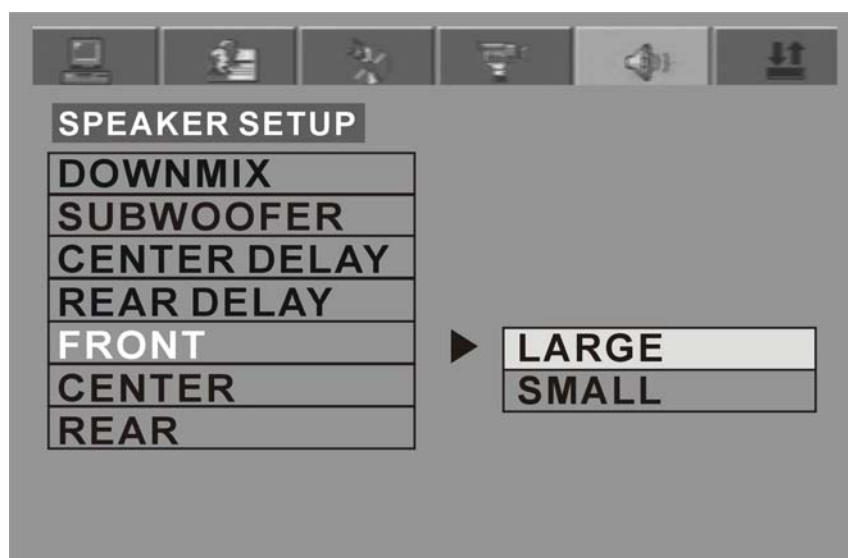 SPEAKER SETUP
DOWNMIX
SUBWOOFER
CENTER DELAY
REAR DELAY
FRONT
LARGE
CENTER
SMALL
REAR